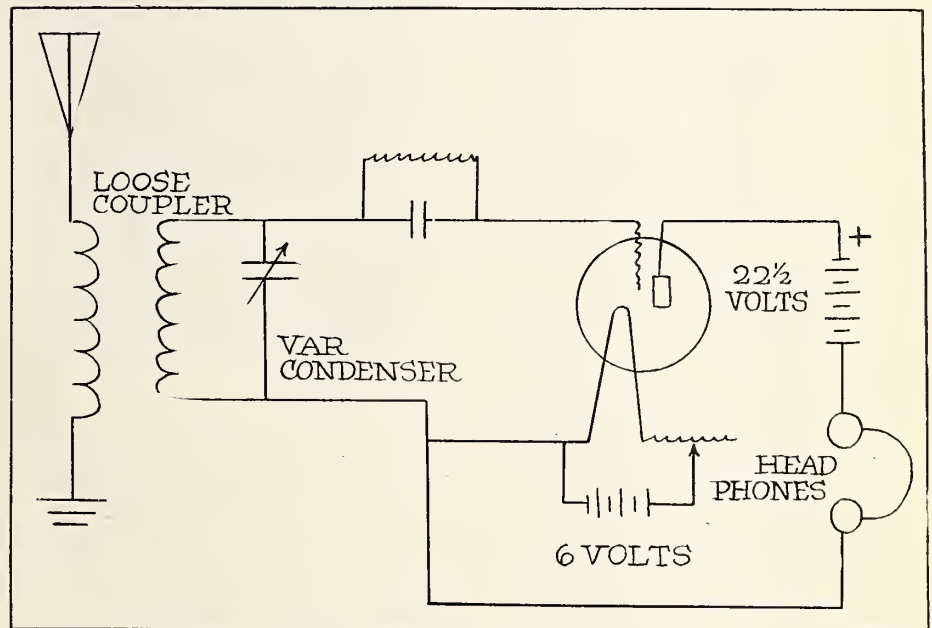 LOOSE
COUPLER
VAR
CONDENSER
+
22½
VOLTS
HEAD
PHONES
6 VOLTS